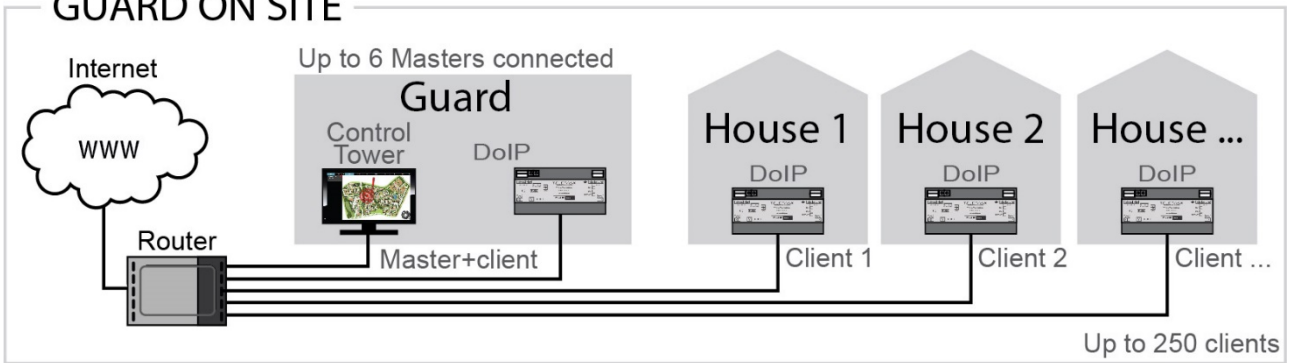 GUARD ON SITE
Internet
www
Router
Up to 6 Masters connected
Guard
Control
Tower
DoIP
Master+client
House 1
DoIP
Client 1
House 2
DoIP
Client 2
House ...
DoIP
Client ...
Up to 250 clients